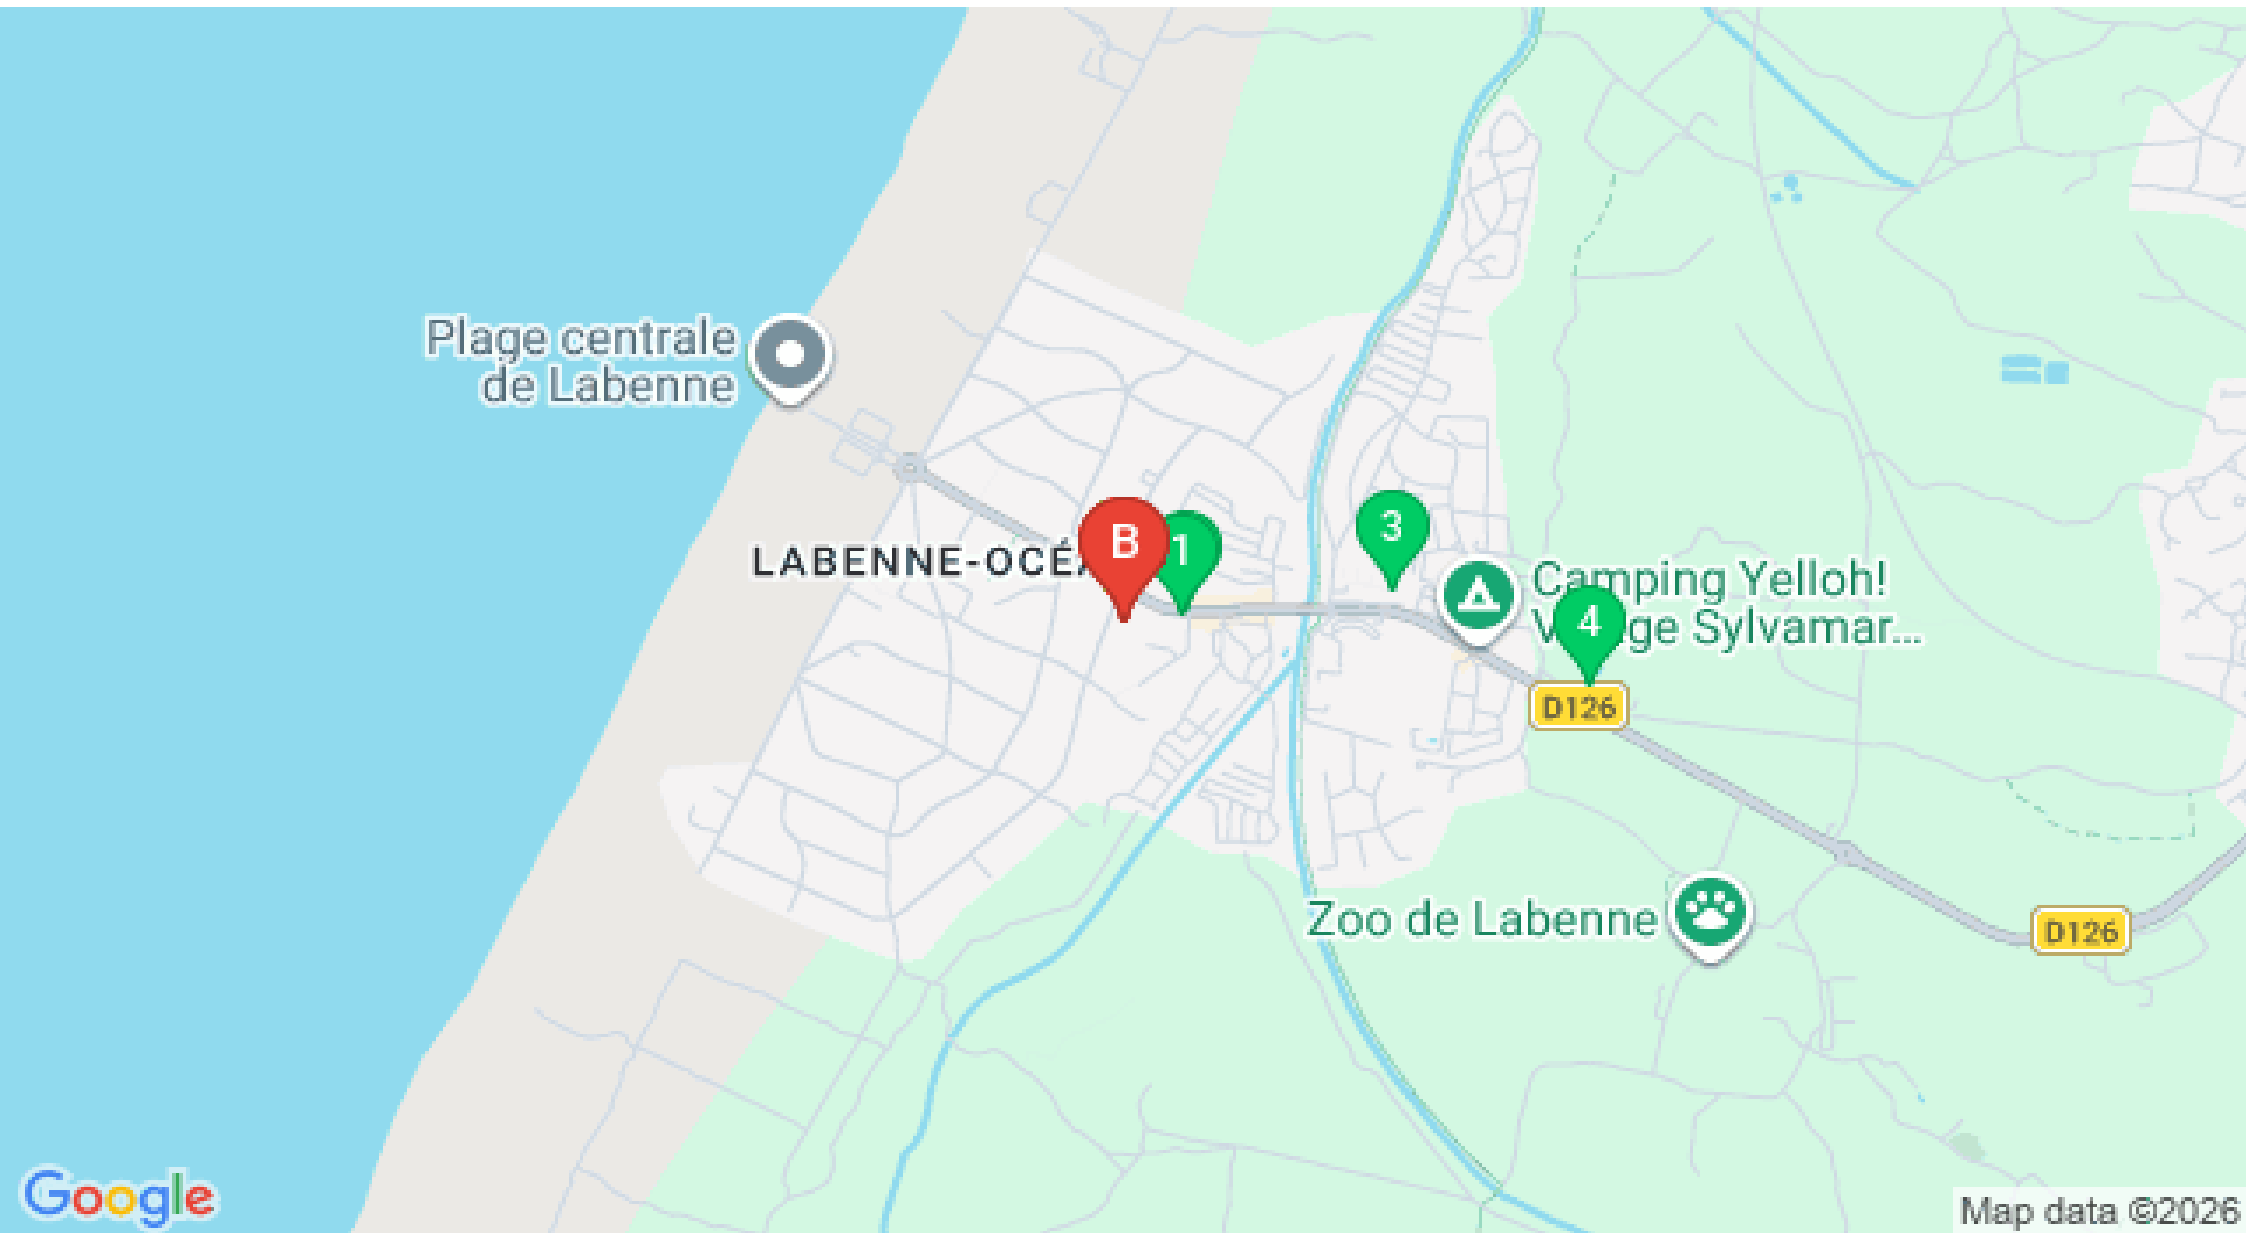 Plage centrale
de Labenne
LABENNE-OCÉ
B
1
3
Camping Yelloh!
4
ge Sylvamar...
D126
Zoo de Labenne
D126
Google
Map data ©2026